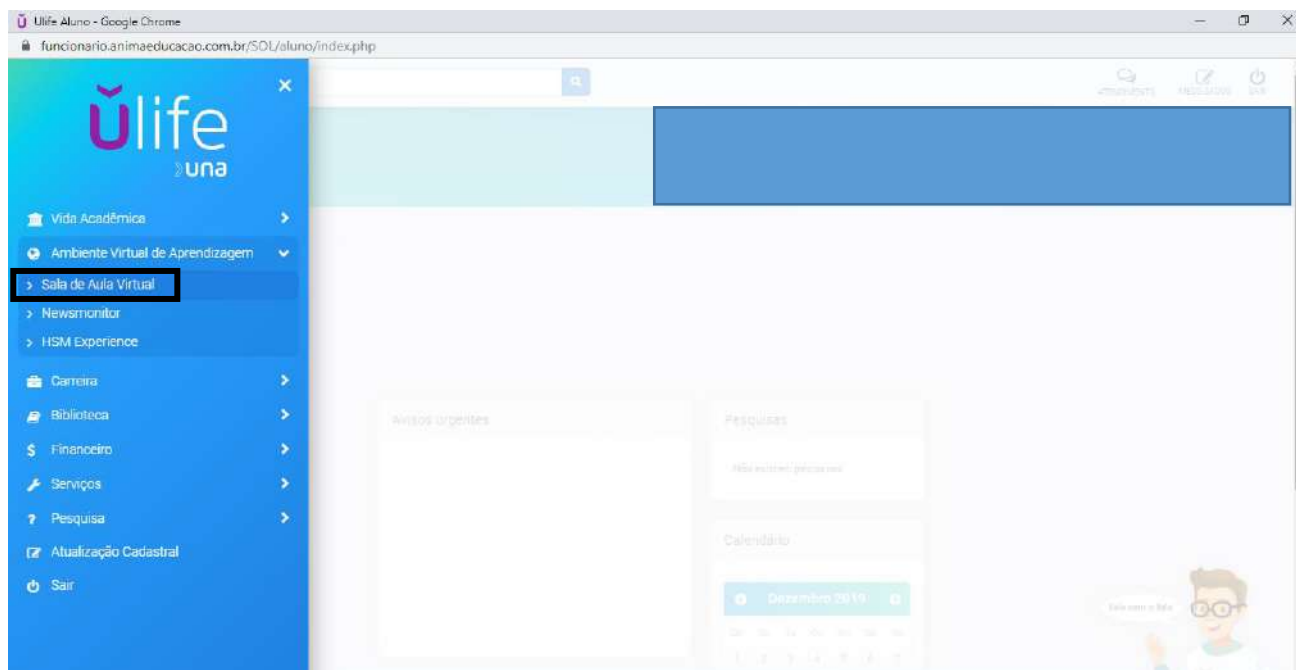 Ulife Aluno - Google Chrome
funcionario.animaeducacao.com.br/SOL/aluno/index.php
ŭlife
una
Vida Acadêmica
Ambiente Virtual de Aprendizagem
Sala de Aula Virtual
Newsmonitor
HSM Experience
Carreira
Biblioteca
$ Financeiro
Serviços
? Pesquisa
Atualização Cadastral
Sair
Avisos Urgentes
Pesquisas
Calendário
Dezembro 2019